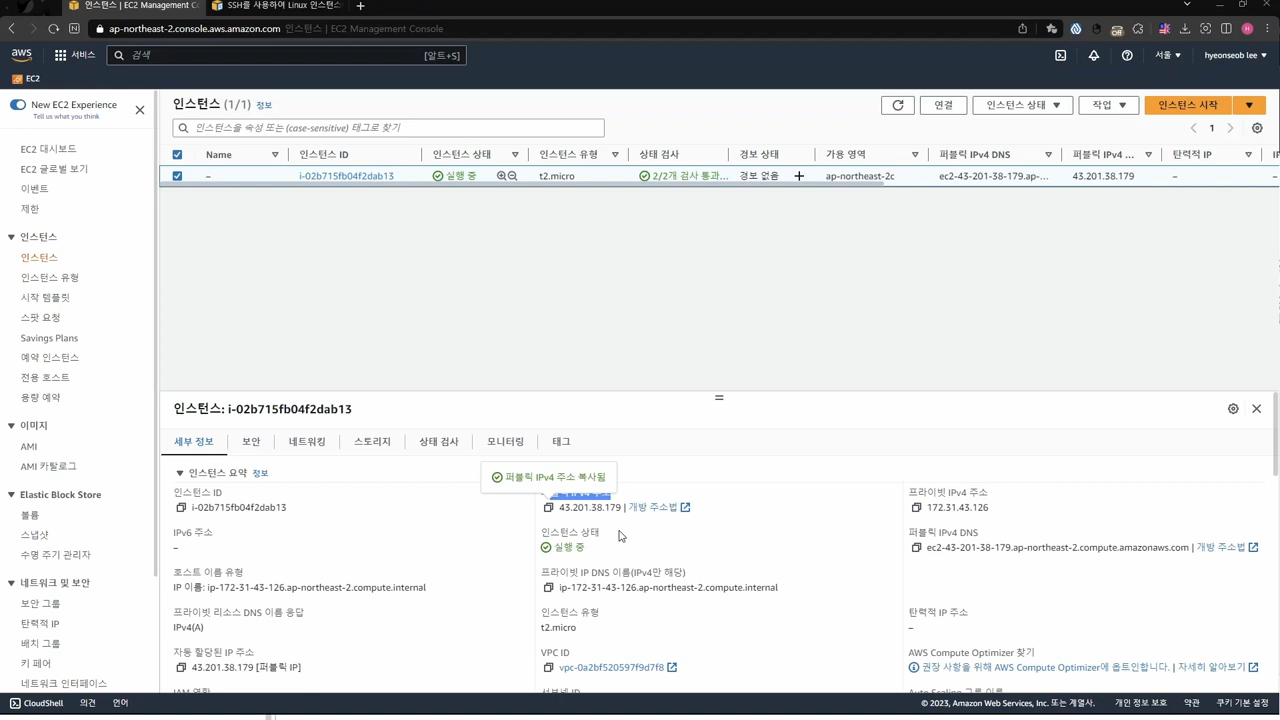 인스턴스 | EC2 Management Con
SSH를 사용하여 Linux 인스턴스
ap-northeast-2.console.aws.amazon.com
인스턴스 | EC2 Management Console
aws
서비스
검색
[알트+S]
서울
hyeonseob lee
EC2
New EC2 Experience
Tell us what you think
EC2 대시보드
EC2 글로벌 보기
이벤트
제한
인스턴스
인스턴스
인스턴스 유형
시작 템플릿
스팟 요청
Savings Plans
예약 인스턴스
전용 호스트
용량 예약
이미지
AMI
AMI 카탈로그
Elastic Block Store
볼륨
스냅샷
수명 주기 관리자
네트워크 및 보안
보안 그룹
탄력적 IP
배치 그룹
키 페어
네트워크 인터페이스
인스턴스 (1/1) 정보
연결
인스턴스 상태
작업
인스턴스 시작
인스턴스을 속성 또는 (case-sensitive) 태그로 찾기
1
Name
인스턴스 ID
인스턴스 상태
인스턴스 유형
상태 검사
경보 상태
가용 영역
퍼블릭 IPv4 DNS
퍼블릭 IPv4 ...
탄력적 IP
–
i-02b715fb04f2dab13
실행 중
t2.micro
2/2개 검사 통과...
경보 없음
ap-northeast-2c
ec2-43-201-38-179.ap-...
43.201.38.179
–
–
인스턴스: i-02b715fb04f2dab13
세부 정보
보안
네트워킹
스토리지
상태 검사
모니터링
태그
인스턴스 요약 정보
퍼블릭 IPv4 주소 복사됨
인스턴스 ID
i-02b715fb04f2dab13
43.201.38.179 | 개방 주소법
프라이빗 IPv4 주소
172.31.43.126
IPv6 주소
–
인스턴스 상태
실행 중
퍼블릭 IPv4 DNS
ec2-43-201-38-179.ap-northeast-2.compute.amazonaws.com | 개방 주소법
호스트 이름 유형
IP 이름: ip-172-31-43-126.ap-northeast-2.compute.internal
프라이빗 IP DNS 이름(IPv4만 해당)
ip-172-31-43-126.ap-northeast-2.compute.internal
프라이빗 리소스 DNS 이름 응답
IPv4(A)
인스턴스 유형
t2.micro
탄력적 IP 주소
–
자동 할당된 IP 주소
43.201.38.179 [퍼블릭 IP]
VPC ID
vpc-0a2bf520597f9d7f8
AWS Compute Optimizer 찾기
권장 사항을 위해 AWS Compute Optimizer에 옵트인합니다. | 자세히 알아보기
IAM 역할
서브넷 ID
Auto Scaling 그룹 이름
CloudShell
의견
언어
© 2023, Amazon Web Services, Inc. 또는 계열사.
개인 정보 보호
약관
쿠키 기본 설정